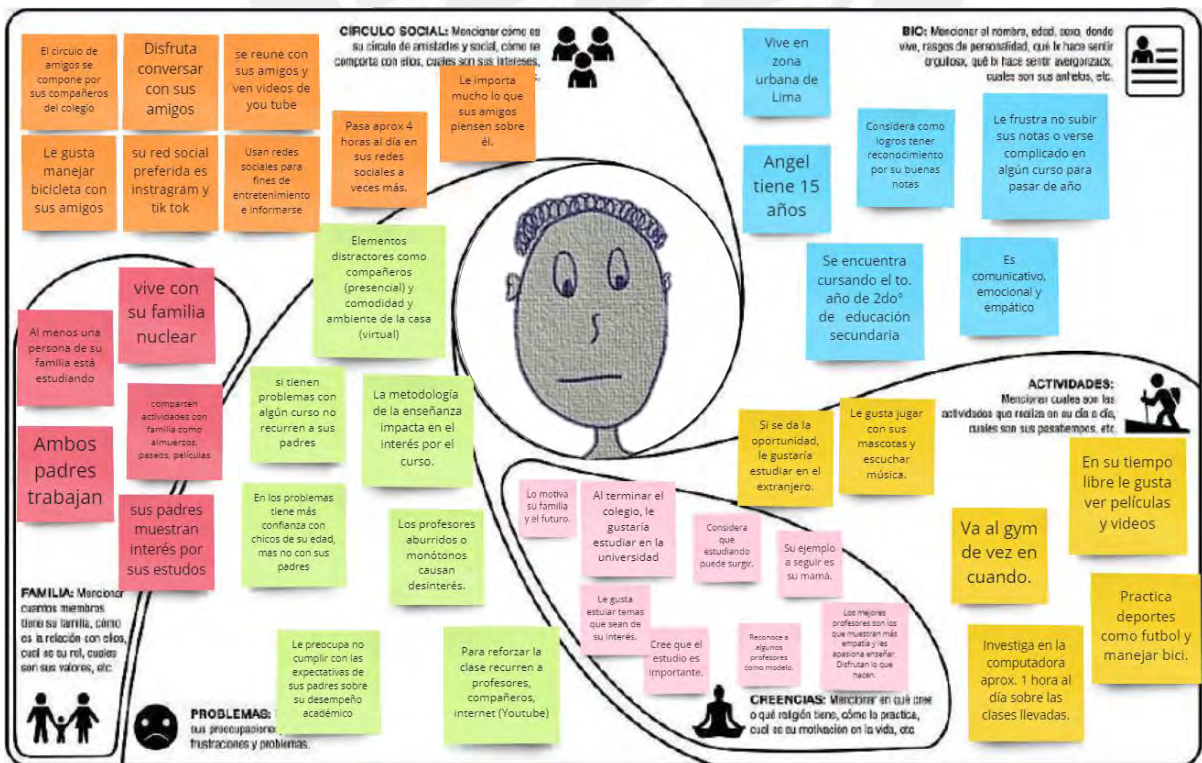 CÍRCULO SOCIAL: Mencionar cómo es
su círculo de amistades y social, cómo se
comporta con ellos, cuales son sus intereses,
El circulo de
amigos se
compone por
sus compañeros
del colegio
Disfruta
conversar
con sus
amigos
se reune con
sus amigos y
ven videos de
you tube
Le importa
mucho lo que
sus amigos
piensen sobre
él.
Pasa aprox 4
horas al día en
sus redes
sociales a
veces más.
Le gusta
manejar
bicicleta con
sus amigos
su red social
preferida es
instragram y
tik tok
Usan redes
sociales para
fines de
entretenimiento
e informarse
BIO: Mencionar el nombre, edad, sexo, donde
vive, rasgos de personalidad, qué lx hace sentir
orgullosx, qué lx hace sentir avergonzadx,
cuales son sus anhelos, etc.
Vive en
zona
urbana de
Lima
Considera como
logros tener
reconocimiento
por su buenas
notas
Le frustra no subir
sus notas o verse
complicado en
algún curso para
pasar de año
Angel
tiene 15
años
Se encuentra
cursando el to.
año de 2do°
de educación
secundaria
Es
comunicativo,
emocional y
empático
Al menos una
persona de su
familia está
estudiando
vive con
su familia
nuclear
comparten
actividades con
familia como
almuertos,
paseos, películas
Ambos
padres
trabajan
sus padres
muestran
interés por
sus estudos
FAMILIA: Mencionar
cuantos miembros
tiene su familia, cómo
es la relación con ellos,
cual es su rol, cuales
son sus valores, etc
Elementos
distractores como
compañeros
(presencial) y
comodidad y
ambiente de la casa
(virtual)
si tienen
problemas con
algún curso no
recurren a sus
padres
La metodología
de la enseñanza
impacta en el
interés por el
curso.
En los problemas
tiene más
confianza con
chicos de su edad,
mas no con sus
padres
Los profesores
aburridos o
monótonos
causan
desinterés.
Le preocupa no
cumplir con las
expectativas de
sus padres sobre
su desempeño
académico
Para reforzar la
clase recurren a
profesores,
compañeros,
internet (Youtube)
PROBLEMAS:
sus preocupaciones
frustraciones y problemas.
ACTIVIDADES:
Mencionar cuales son las
actividades que realiza en su día a día,
cuales son sus pasatiempos, etc.
Si se da la
oportunidad,
le gustaría
estudiar en el
extranjero.
Le gusta jugar
con sus
mascotas y
escuchar
música.
En su tiempo
libre le gusta
ver películas
y videos
Va al gym
de vez en
cuando.
Practica
deportes
como futbol y
manejar bici.
Investiga en la
computadora
aprox. 1 hora al
día sobre las
clases llevadas.
Lo motiva
su familia
y el futuro.
Al terminar el
colegio, le
gustaría
estudiar en la
universidad
Considera
que
estudiando
puede surgir.
Su ejemplo
a seguir es
su mamá.
Le gusta
estuiar temas
que sean de
su interés.
Cree que el
estudio es
importante.
Reconoce a
algunos
profesores
como modelo.
Los mejores
profesores son los
que muestran más
empatía y les
apasiona enseñar.
Disfrutan lo que
hacen.
CREENCIAS: Mencionar en qué cree
o qué religión tiene, cómo lo practica,
cual es su motivación en la vida, etc